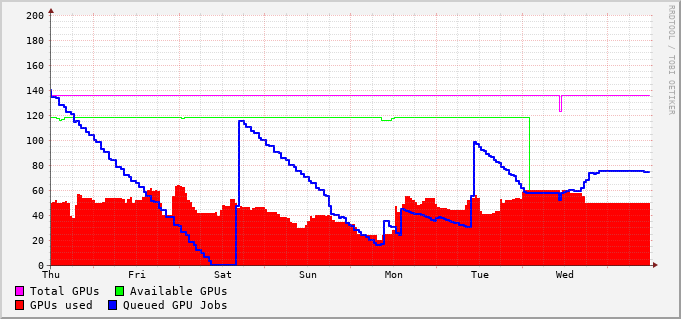 200
180
160
140
120
100
80
60
40
20
0
Thu Fri Sat Sun Mon Tue Wed
Total GPUs Available GPUs
GPUs used Queued GPU Jobs
RRDTOOL / TOBI OETIKER